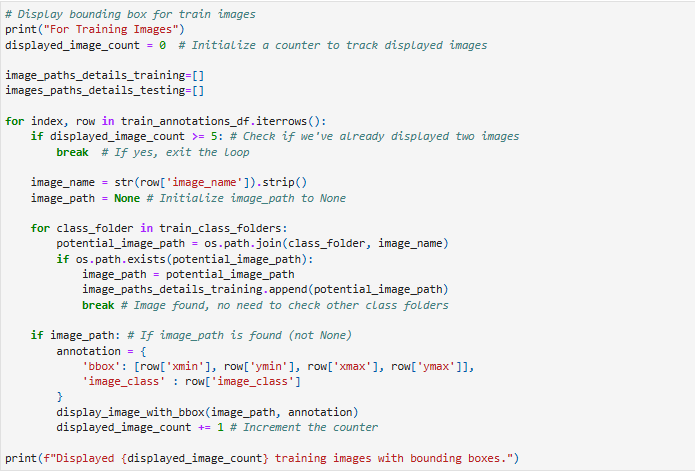 # Display bounding box for train images
print("For Training Images")
displayed_image_count = 0  # Initialize a counter to track displayed images

image_paths_details_training=[]
images_paths_details_testing=[]

for index, row in train_annotations_df.iterrows():
    if displayed_image_count >= 5: # Check if we've already displayed two images
        break  # If yes, exit the loop

    image_name = str(row['image_name']).strip()
    image_path = None # Initialize image_path to None

    for class_folder in train_class_folders:
        potential_image_path = os.path.join(class_folder, image_name)
        if os.path.exists(potential_image_path):
            image_path = potential_image_path
            image_paths_details_training.append(potential_image_path)
            break # Image found, no need to check other class folders

    if image_path: # If image_path is found (not None)
        annotation = {
            'bbox': [row['xmin'], row['ymin'], row['xmax'], row['ymax']],
            'image_class' : row['image_class']
        }
        display_image_with_bbox(image_path, annotation)
        displayed_image_count += 1 # Increment the counter

print(f"Displayed {displayed_image_count} training images with bounding boxes.")